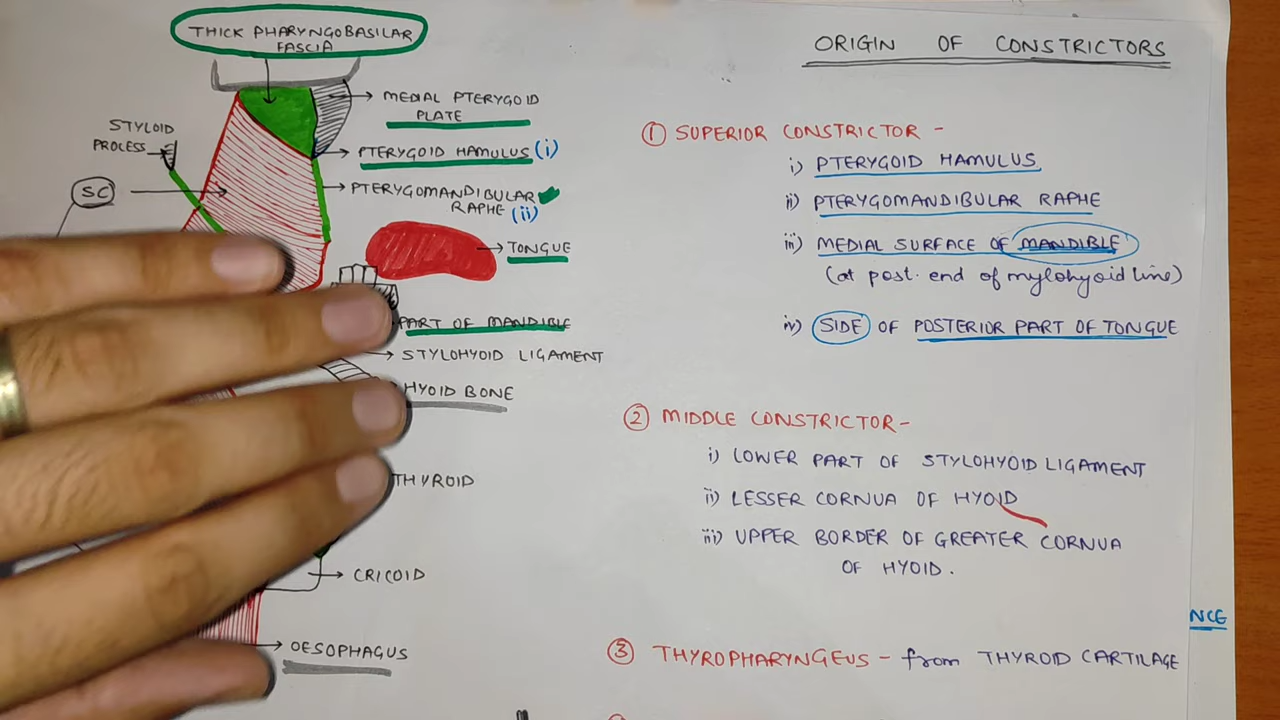 THICK PHARYNGOBASILAR
FASCIA
MEDIAL PTERYGOID
PLATE
STYLOID
PROCESS
PTERYGOID HAMULUS (i)
SC
PTERYGOMANDIBULAR
RAPHE (ii)
TONGUE
PART OF MANDIBLE
STYLOHYOID LIGAMENT
HYOID BONE
THYROID
CRICOID
OESOPHAGUS
ORIGIN OF CONSTRICTORS
① SUPERIOR CONSTRICTOR -
i) PTERYGOID HAMULUS
ii) PTERYGOMANDIBULAR RAPHE
iii) MEDIAL SURFACE OF MANDIBLE
(at post. end of mylohyoid line)
iv) SIDE OF POSTERIOR PART OF TONGUE
② MIDDLE CONSTRICTOR -
i) LOWER PART OF STYLOHYOID LIGAMENT
ii) LESSER CORNUA OF HYOID
iii) UPPER BORDER OF GREATER CORNUA
OF HYOID.
NCE
③ THYROPHARYNGEUS - from THYROID CARTILAGE